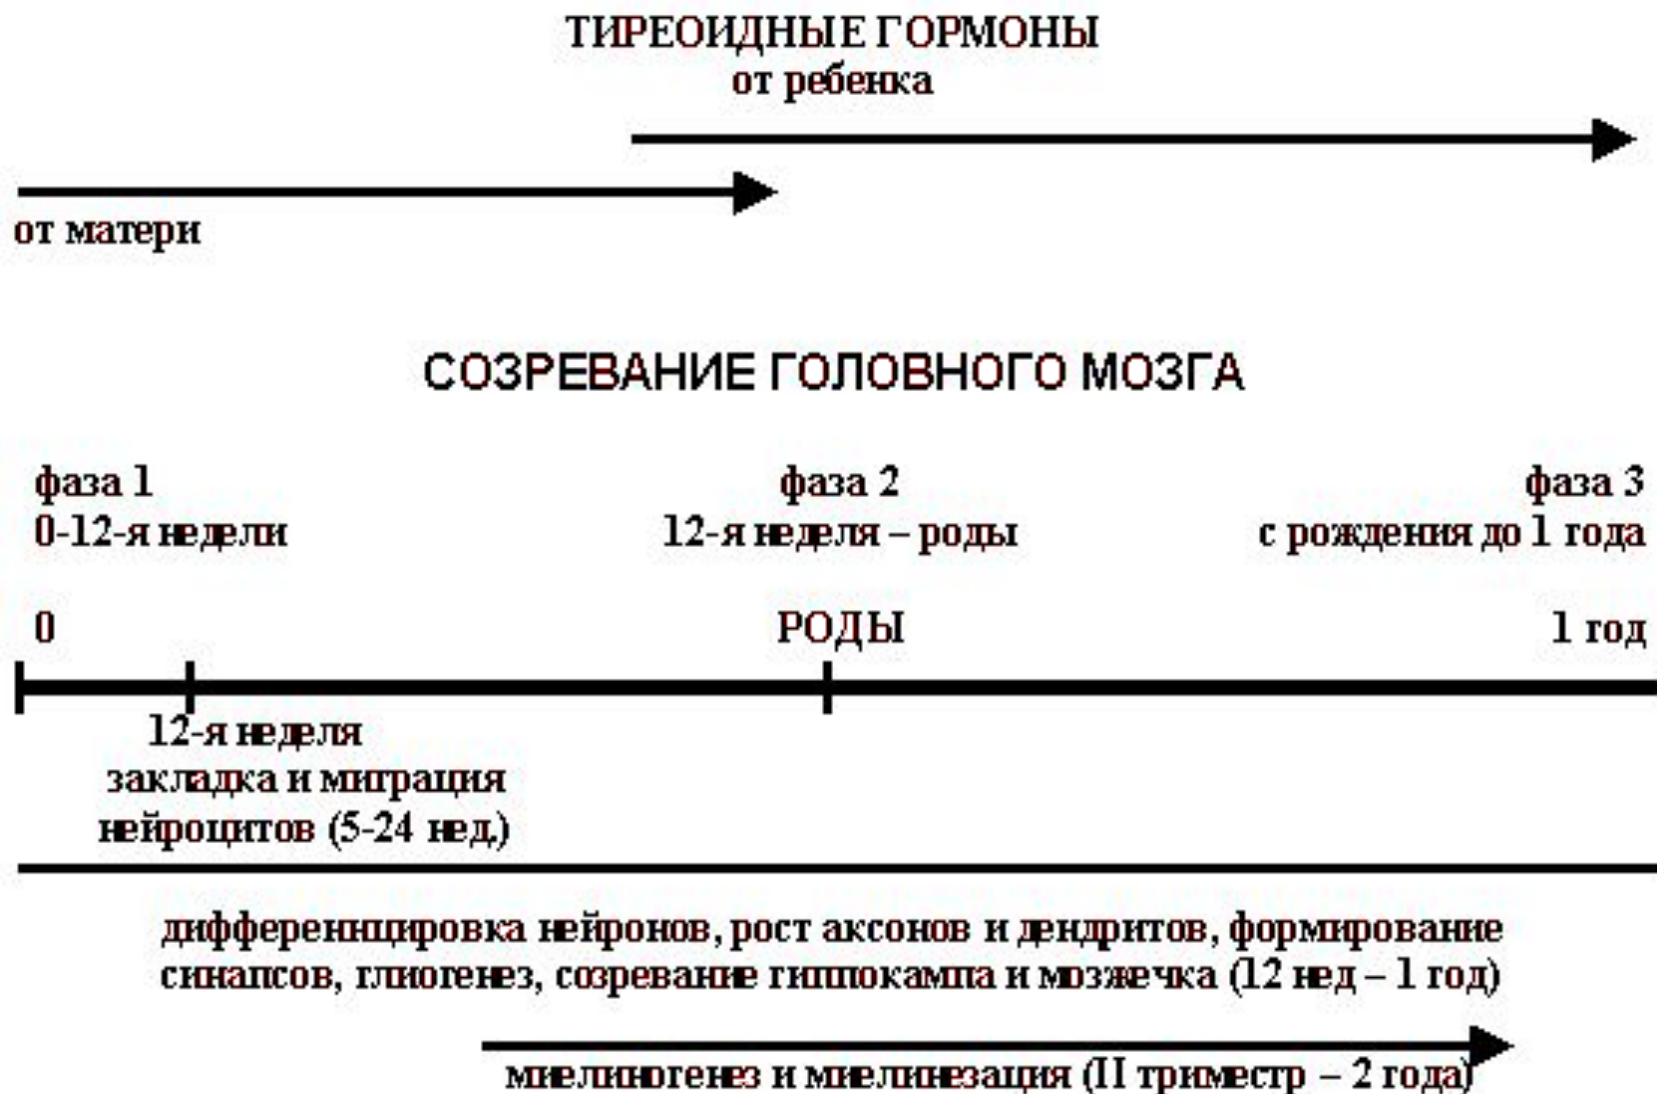 ТИРЕОИДНЫЕ ГОРМОНЫ
от ребенка
от матери
СОЗРЕВАНИЕ ГОЛОВНОГО МОЗГА
фаза 1
0-12-я недели
фаза 2
12-я неделя – роды
фаза 3
с рождения до 1 года
0
РОДЫ
1 год
12-я неделя
закладка и миграция
нейроцитов (5-24 нед.)
дифференнцировка нейронов, рост аксонов и дендритов, формирование
синапсов, глиогенез, созревание гиппокампа и мозжечка (12 нед – 1 год)
миелиногенез и миелинезация (II триместр – 2 года)